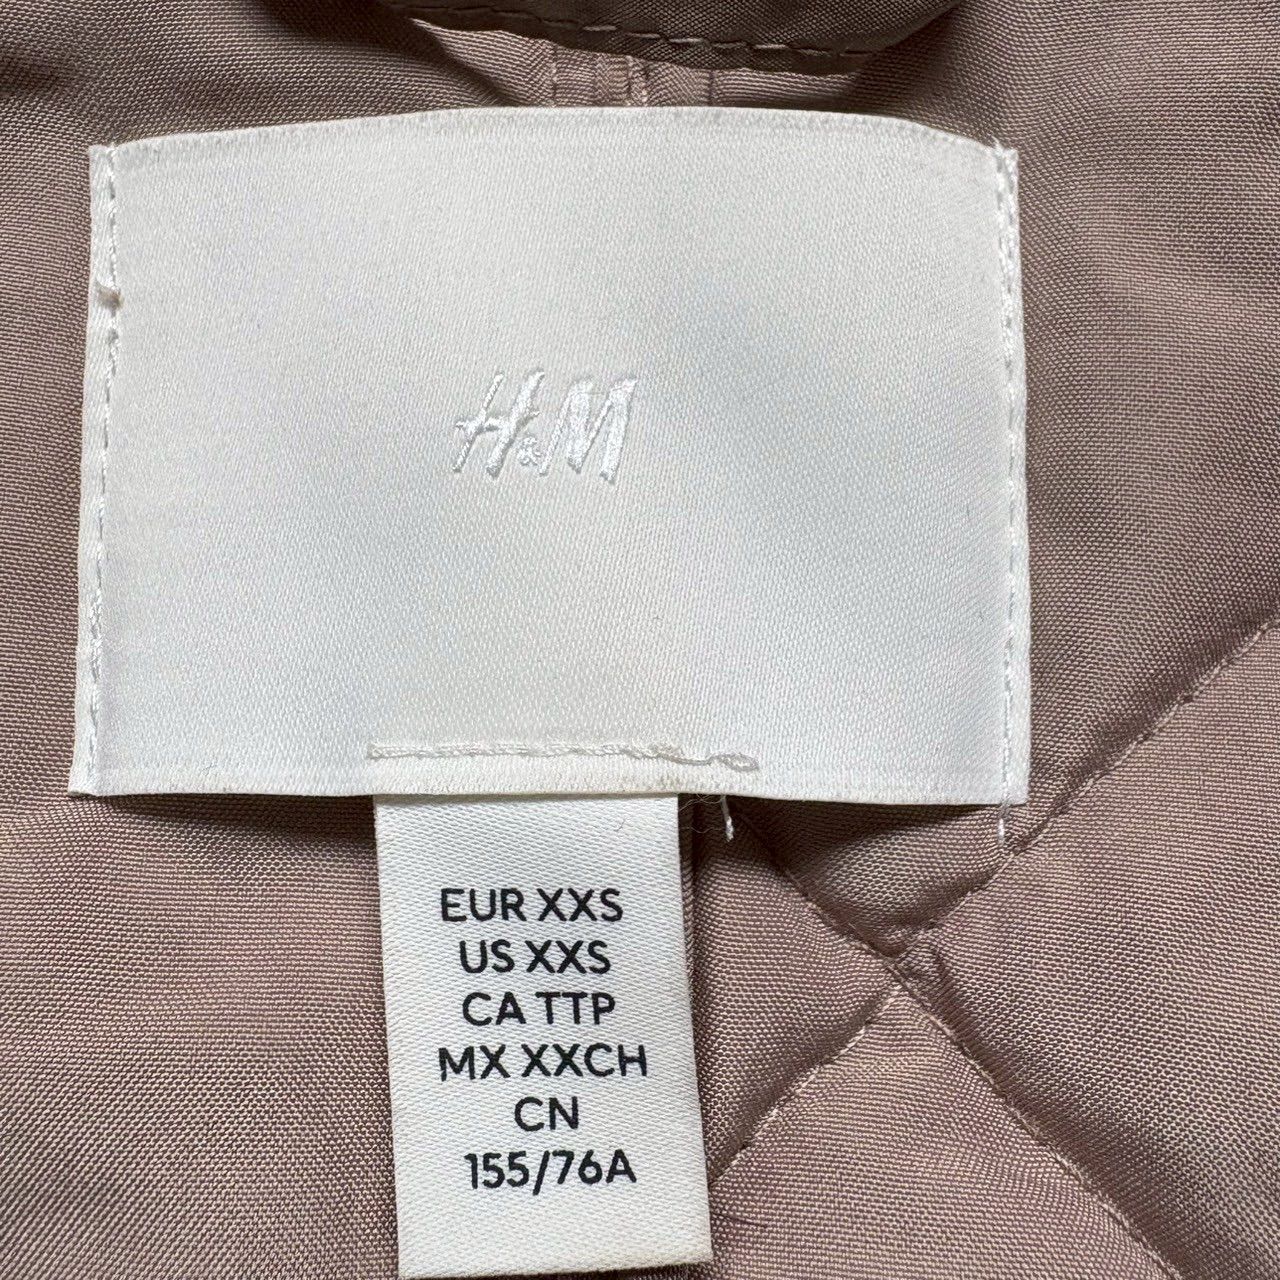 H&M
EUR XXS
US XXS
CA TTP
MX XXCH
CN
155/76A